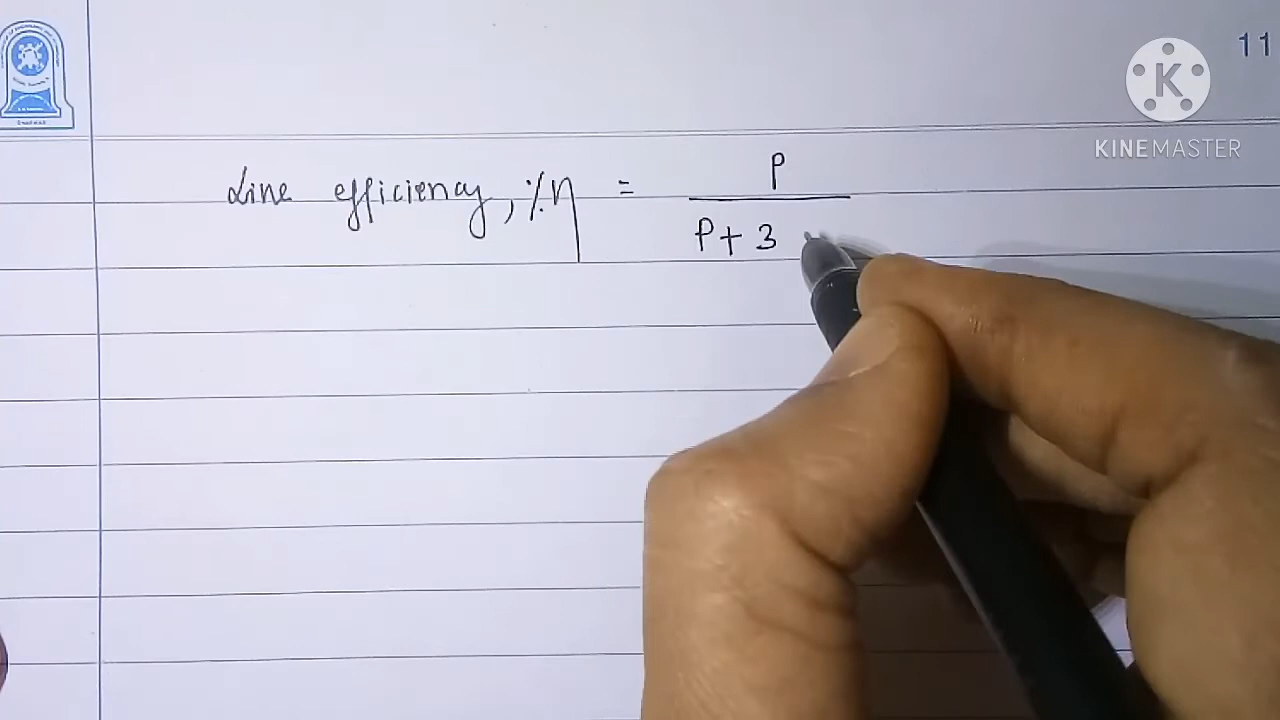 11
K
KINEMASTER
Line efficiency, %η = P
P + 3